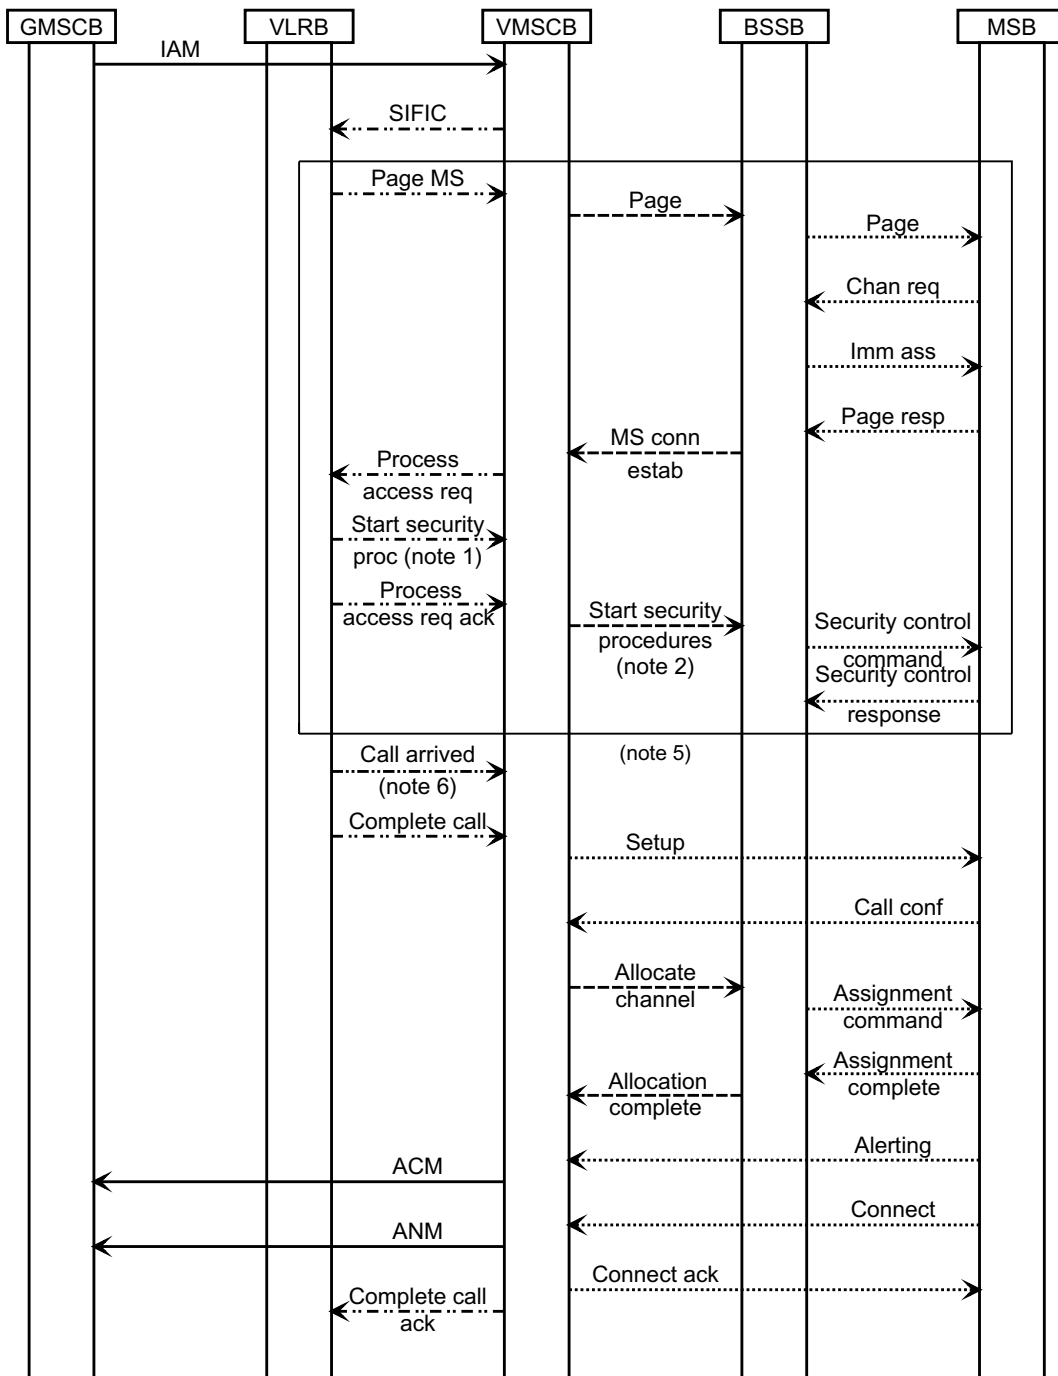 GMSCB
VLRB
VMSCB
BSSB
MSB
IAM
SIFIC
Page MS
Page
Page
Chan req
Imm ass
Page resp
MS conn
estab
Process
access req
Start security
proc (note 1)
Process
access req ack
Start security
procedures
(note 2)
Security control
command
Security control
response
(note 5)
Call arrived
(note 6)
Complete call
Setup
Call conf
Allocate
channel
Assignment
command
Assignment
complete
Allocation
complete
Alerting
ACM
Connect
ANM
Connect ack
Complete call
ack